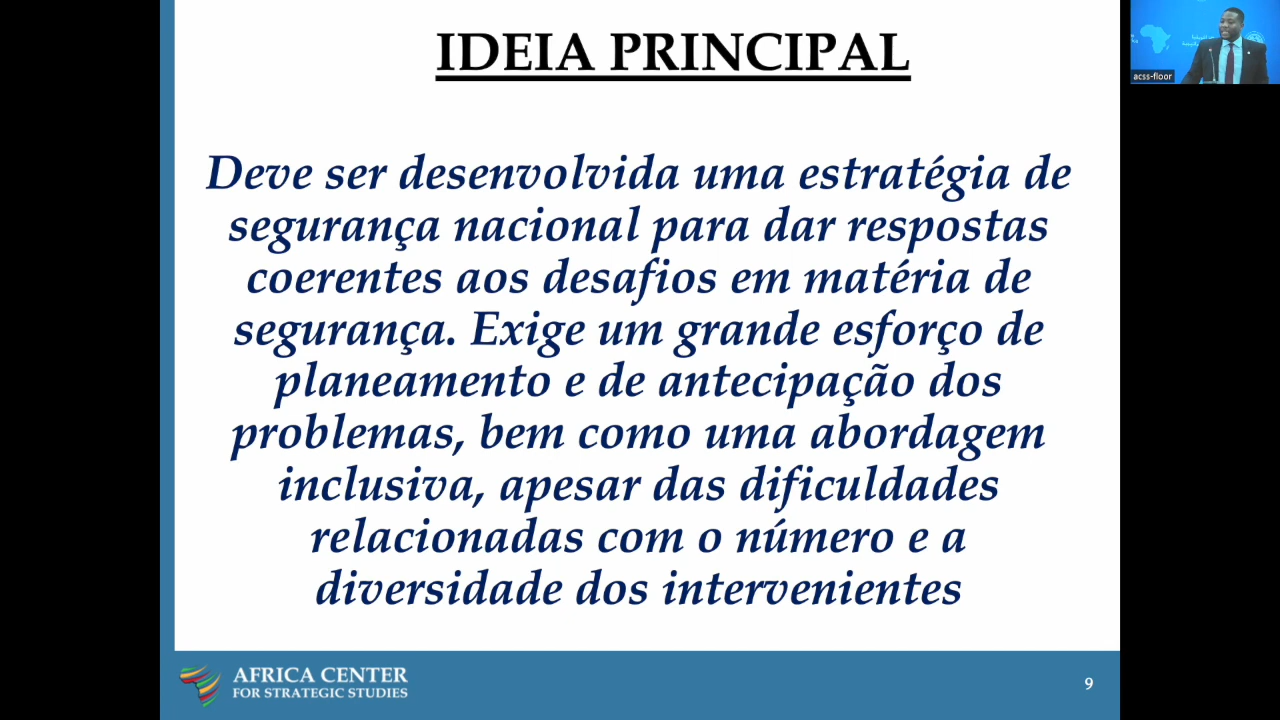 IDEIA PRINCIPAL
Deve ser desenvolvida uma estratégia de
segurança nacional para dar respostas
coerentes aos desafios em matéria de
segurança. Exige um grande esforço de
planeamento e de antecipação dos
problemas, bem como uma abordagem
inclusiva, apesar das dificuldades
relacionadas com o número e a
diversidade dos intervenientes
AFRICA CENTER
FOR STRATEGIC STUDIES
9
acss-floor